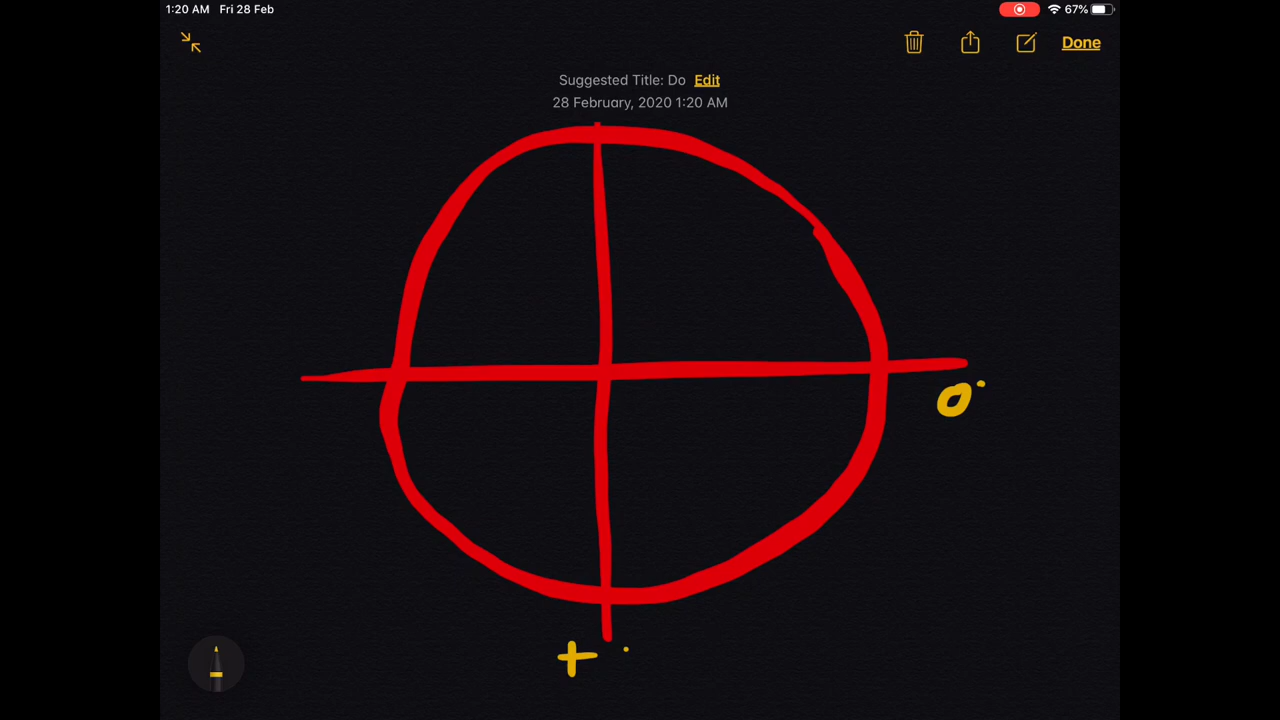 1:20 AM Fri 28 Feb 67%
Done
Suggested Title: Do Edit
28 February, 2020 1:20 AM
0°
+